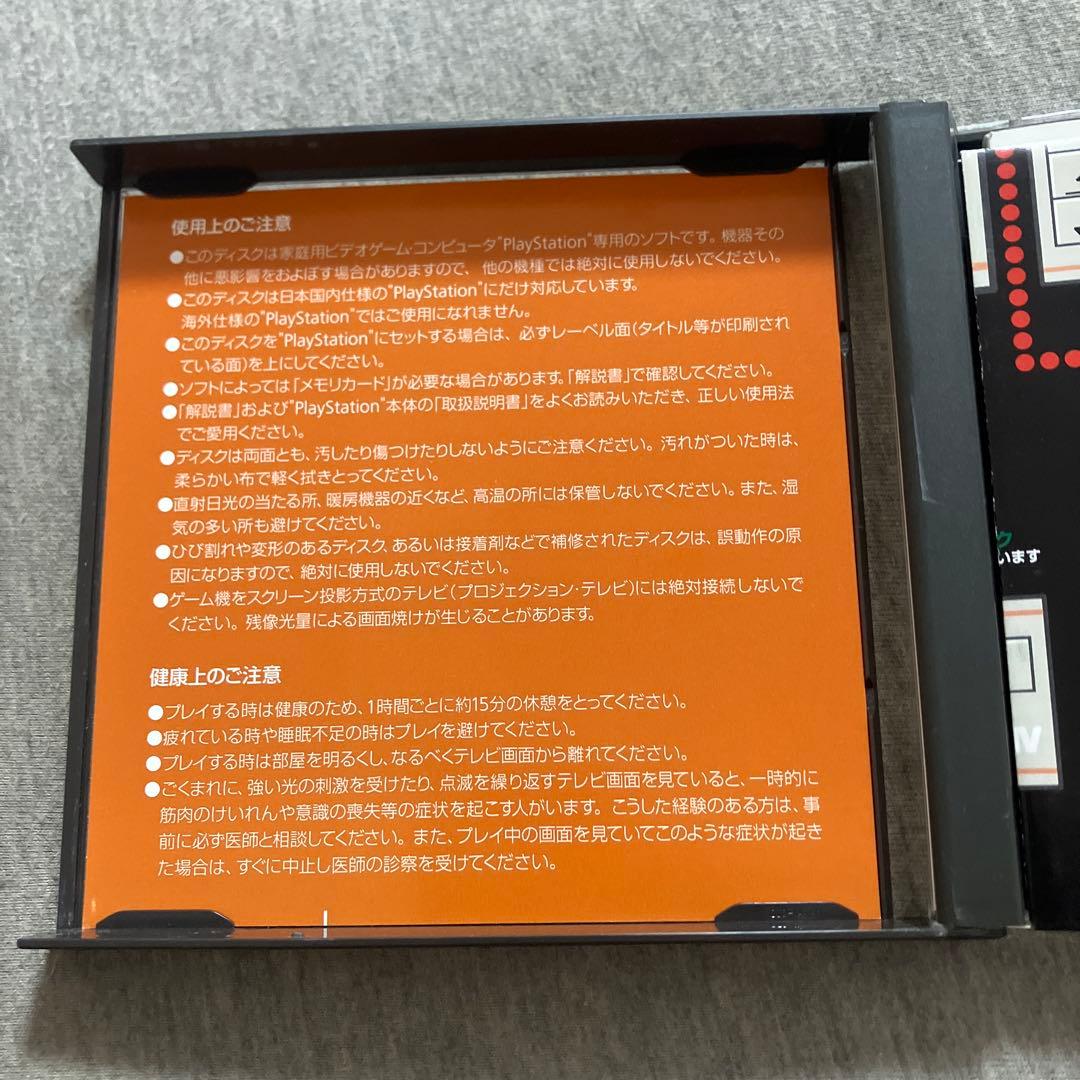 使用上のご注意
●このディスクは家庭用ビデオゲーム・コンピュータ"PlayStation"専用のソフトです。機器その
他に悪影響をおよぼす場合がありますので、他の機種では絶対に使用しないでください。
●このディスクは日本国内仕様の"PlayStation"にだけ対応しています。
海外仕様の"PlayStation"ではご使用になれません。
●このディスクを"PlayStation"にセットする場合は、必ずレーベル面(タイトル等が印刷され
ている面)を上にしてください。
●ソフトによっては「メモリカード」が必要な場合があります。「解説書」で確認してください。
●「解説書」および"PlayStation"本体の「取扱説明書」をよくお読みいただき、正しい使用法
でご愛用ください。
●ディスクは両面とも、汚したり傷つけたりしないようにご注意ください。汚れがついた時は、
柔らかい布で軽く拭きとってください。
●直射日光の当たる所、暖房機器の近くなど、高温の所には保管しないでください。また、湿
気の多い所も避けてください。
●ひび割れや変形のあるディスク、あるいは接着剤などで補修されたディスクは、誤動作の原
因になりますので、絶対に使用しないでください。
●ゲーム機をスクリーン投影方式のテレビ(プロジェクション・テレビ)には絶対接続しないで
ください。残像光量による画面焼けが生じることがあります。
健康上のご注意
●プレイする時は健康のため、1時間ごとに約15分の休憩をとってください。
●疲れている時や睡眠不足の時はプレイを避けてください。
●プレイする時は部屋を明るくし、なるべくテレビ画面から離れてください。
●ごくまれに、強い光の刺激を受けたり、点滅を繰り返すテレビ画面を見ていると、一時的に
筋肉のけいれんや意識の喪失等の症状を起こす人がいます。こうした経験のある方は、事
前に必ず医師と相談してください。また、プレイ中の画面を見ていてこのような症状が起き
た場合は、すぐに中止し医師の診察を受けてください。
ク
います